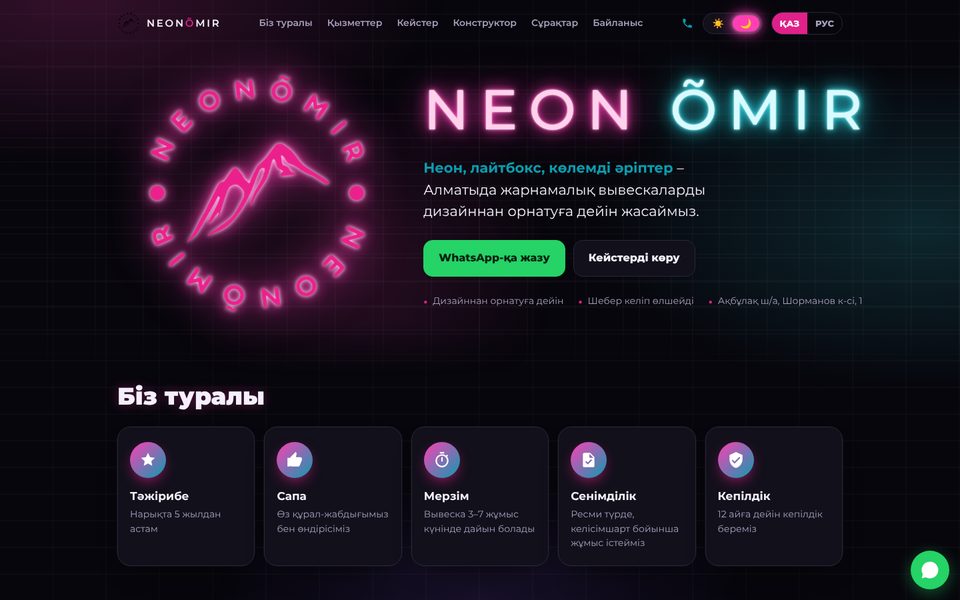 NEONÕMIR
Біз туралы Қызметтер Кейстер Конструктор Сұрақтар Байланыс
ҚАЗ РУС
NEONÕMIR • NEONÕMIR •
NEON ÕMIR
Неон, лайтбокс, көлемді әріптер –
Алматыда жарнамалық вывескаларды
дизайннан орнатуға дейін жасаймыз.
WhatsApp-қа жазу Кейстерді көру
• Дизайннан орнатуға дейін • Шебер келіп өлшейді • Ақбұлақ ш/а, Шорманов к-сі, 1
Біз туралы
Тәжірибе
Нарықта 5 жылдан
астам
Сапа
Өз құрал-жабдығымыз
бен өндірісіміз
Мерзім
Вывеска 3–7 жұмыс
күнінде дайын болады
Сенімділік
Ресми түрде,
келісімшарт бойынша
жұмыс істейміз
Кепілдік
12 айға дейін кепілдік
береміз